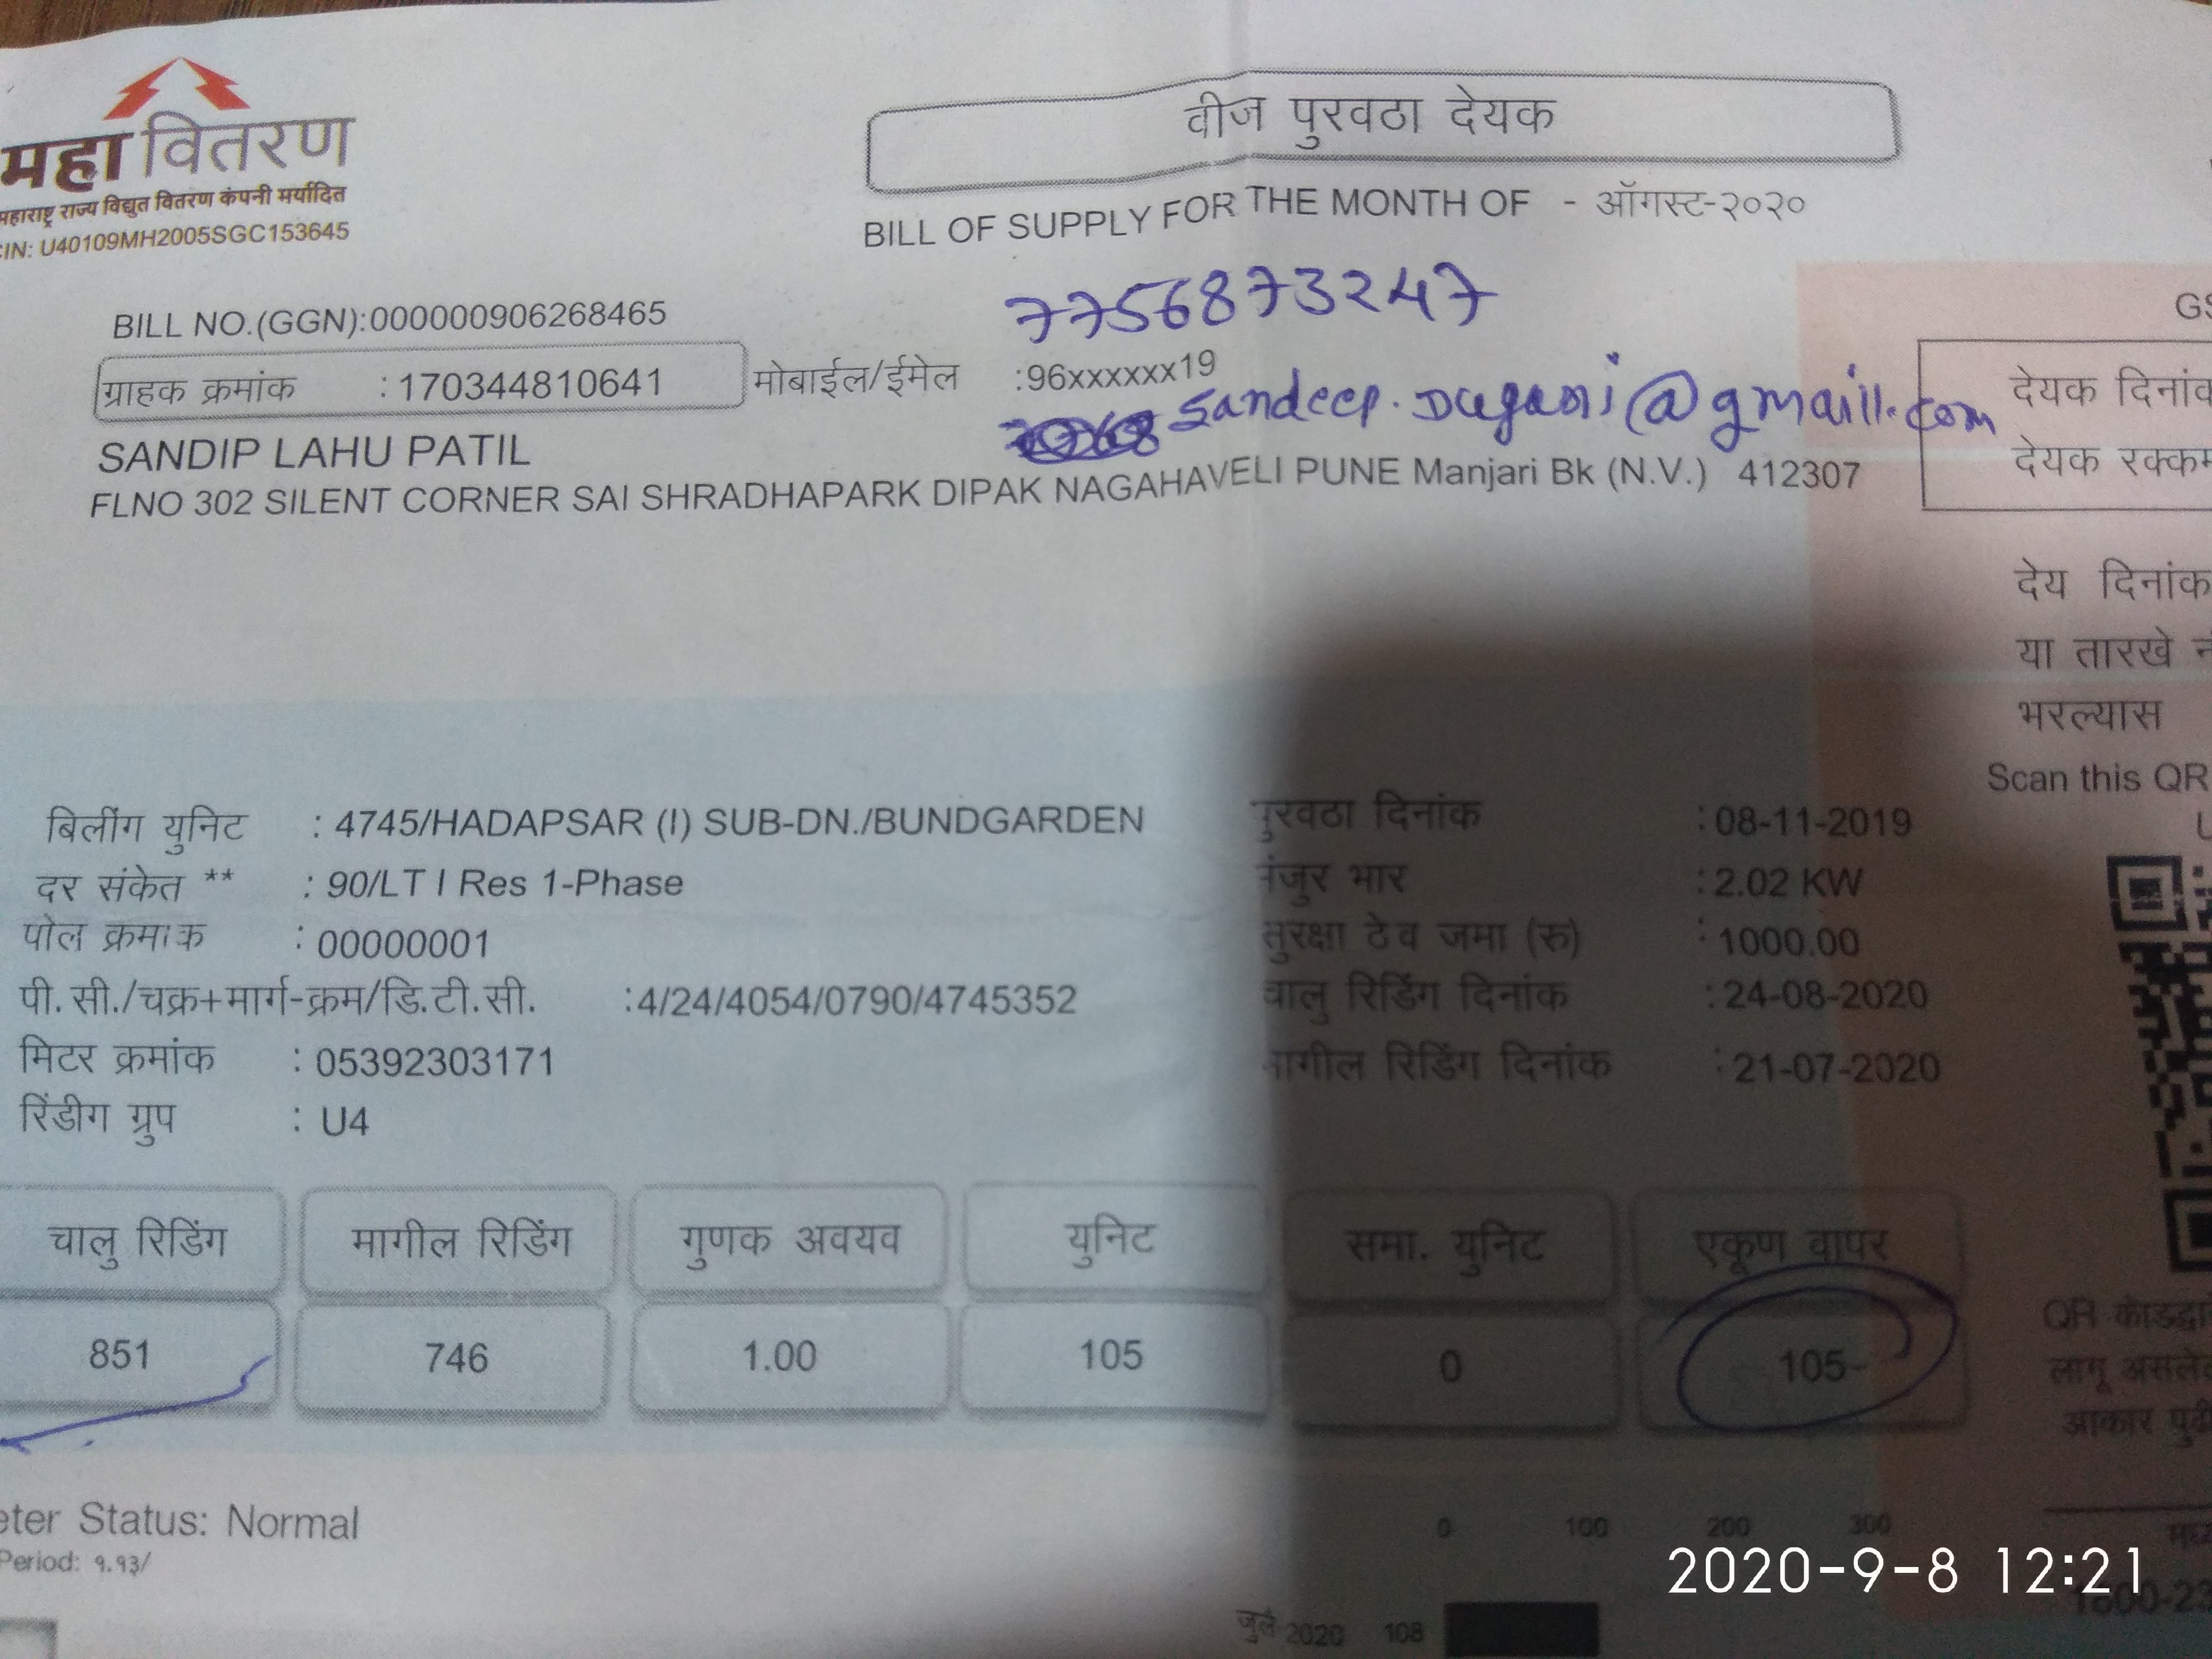 महावितरण
महाराष्ट्र राज्य विद्युत वितरण कंपनी मर्यादित
CIN: U40109MH2005SGC153645
वीज पुरवठा देयक
BILL OF SUPPLY FOR THE MONTH OF - ऑगस्ट-२०२०
7756873247
BILL NO.(GGN):000000906268465
ग्राहक क्रमांक :170344810641 मोबाईल/ईमेल :96xxxxxx19
SANDIP LAHU PATIL
FLNO 302 SILENT CORNER SAI SHRADHAPARK DIPAK NAGAHAVELI PUNE Manjari Bk (N.V.) 412307
देयक दिनांक
देयक रक्कम
देय दिनांक
या तारखे
भरल्यास
Scan this QR
बिलींग युनिट : 4745/HADAPSAR (I) SUB-DN./BUNDGARDEN
दर संकेत ** : 90/LT I Res 1-Phase
पोल क्रमांक : 00000001
पी.सी./चक्र+मार्ग-क्रम/डि.टी.सी. :4/24/4054/0790/4745352
मिटर क्रमांक : 05392303171
रिंडीग ग्रुप : U4
पुरवठा दिनांक :08-11-2019
मंजुर भार :2.02 KW
सुरक्षा ठेव जमा (रु) :1000.00
चालु रिडिंग दिनांक :24-08-2020
मागील रिडिंग दिनांक :21-07-2020
चालु रिडिंग मागील रिडिंग गुणक अवयव युनिट समा. युनिट एकूण वापर
851 746 1.00 105 0 105
लागू
आकार
eter Status: Normal
Period: १.१३/
0 100 200 300
2020-9-8 12:21
जुलै 2020 108